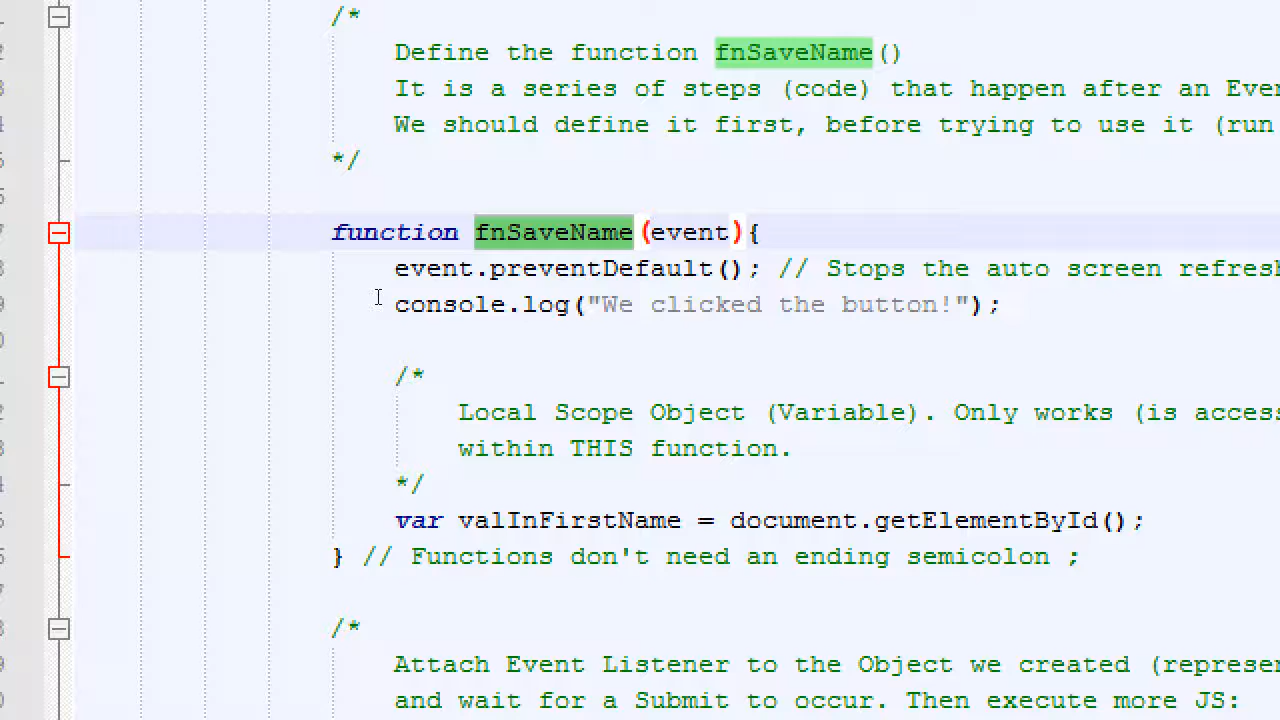 /*
Define the function fnSaveName()
It is a series of steps (code) that happen after an
We should define it first, before trying to use it (run
*/
function fnSaveName(event){
event.preventDefault(); // Stops the auto screen refresh
console.log("We clicked the button!");
/*
Local Scope Object (Variable). Only works (is
within THIS function.
*/
var valInFirstName = document.getElementById();
} // Functions don't need an ending semicolon ;
/*
Attach Event Listener to the Object we created
and wait for a Submit to occur. Then execute more JS: